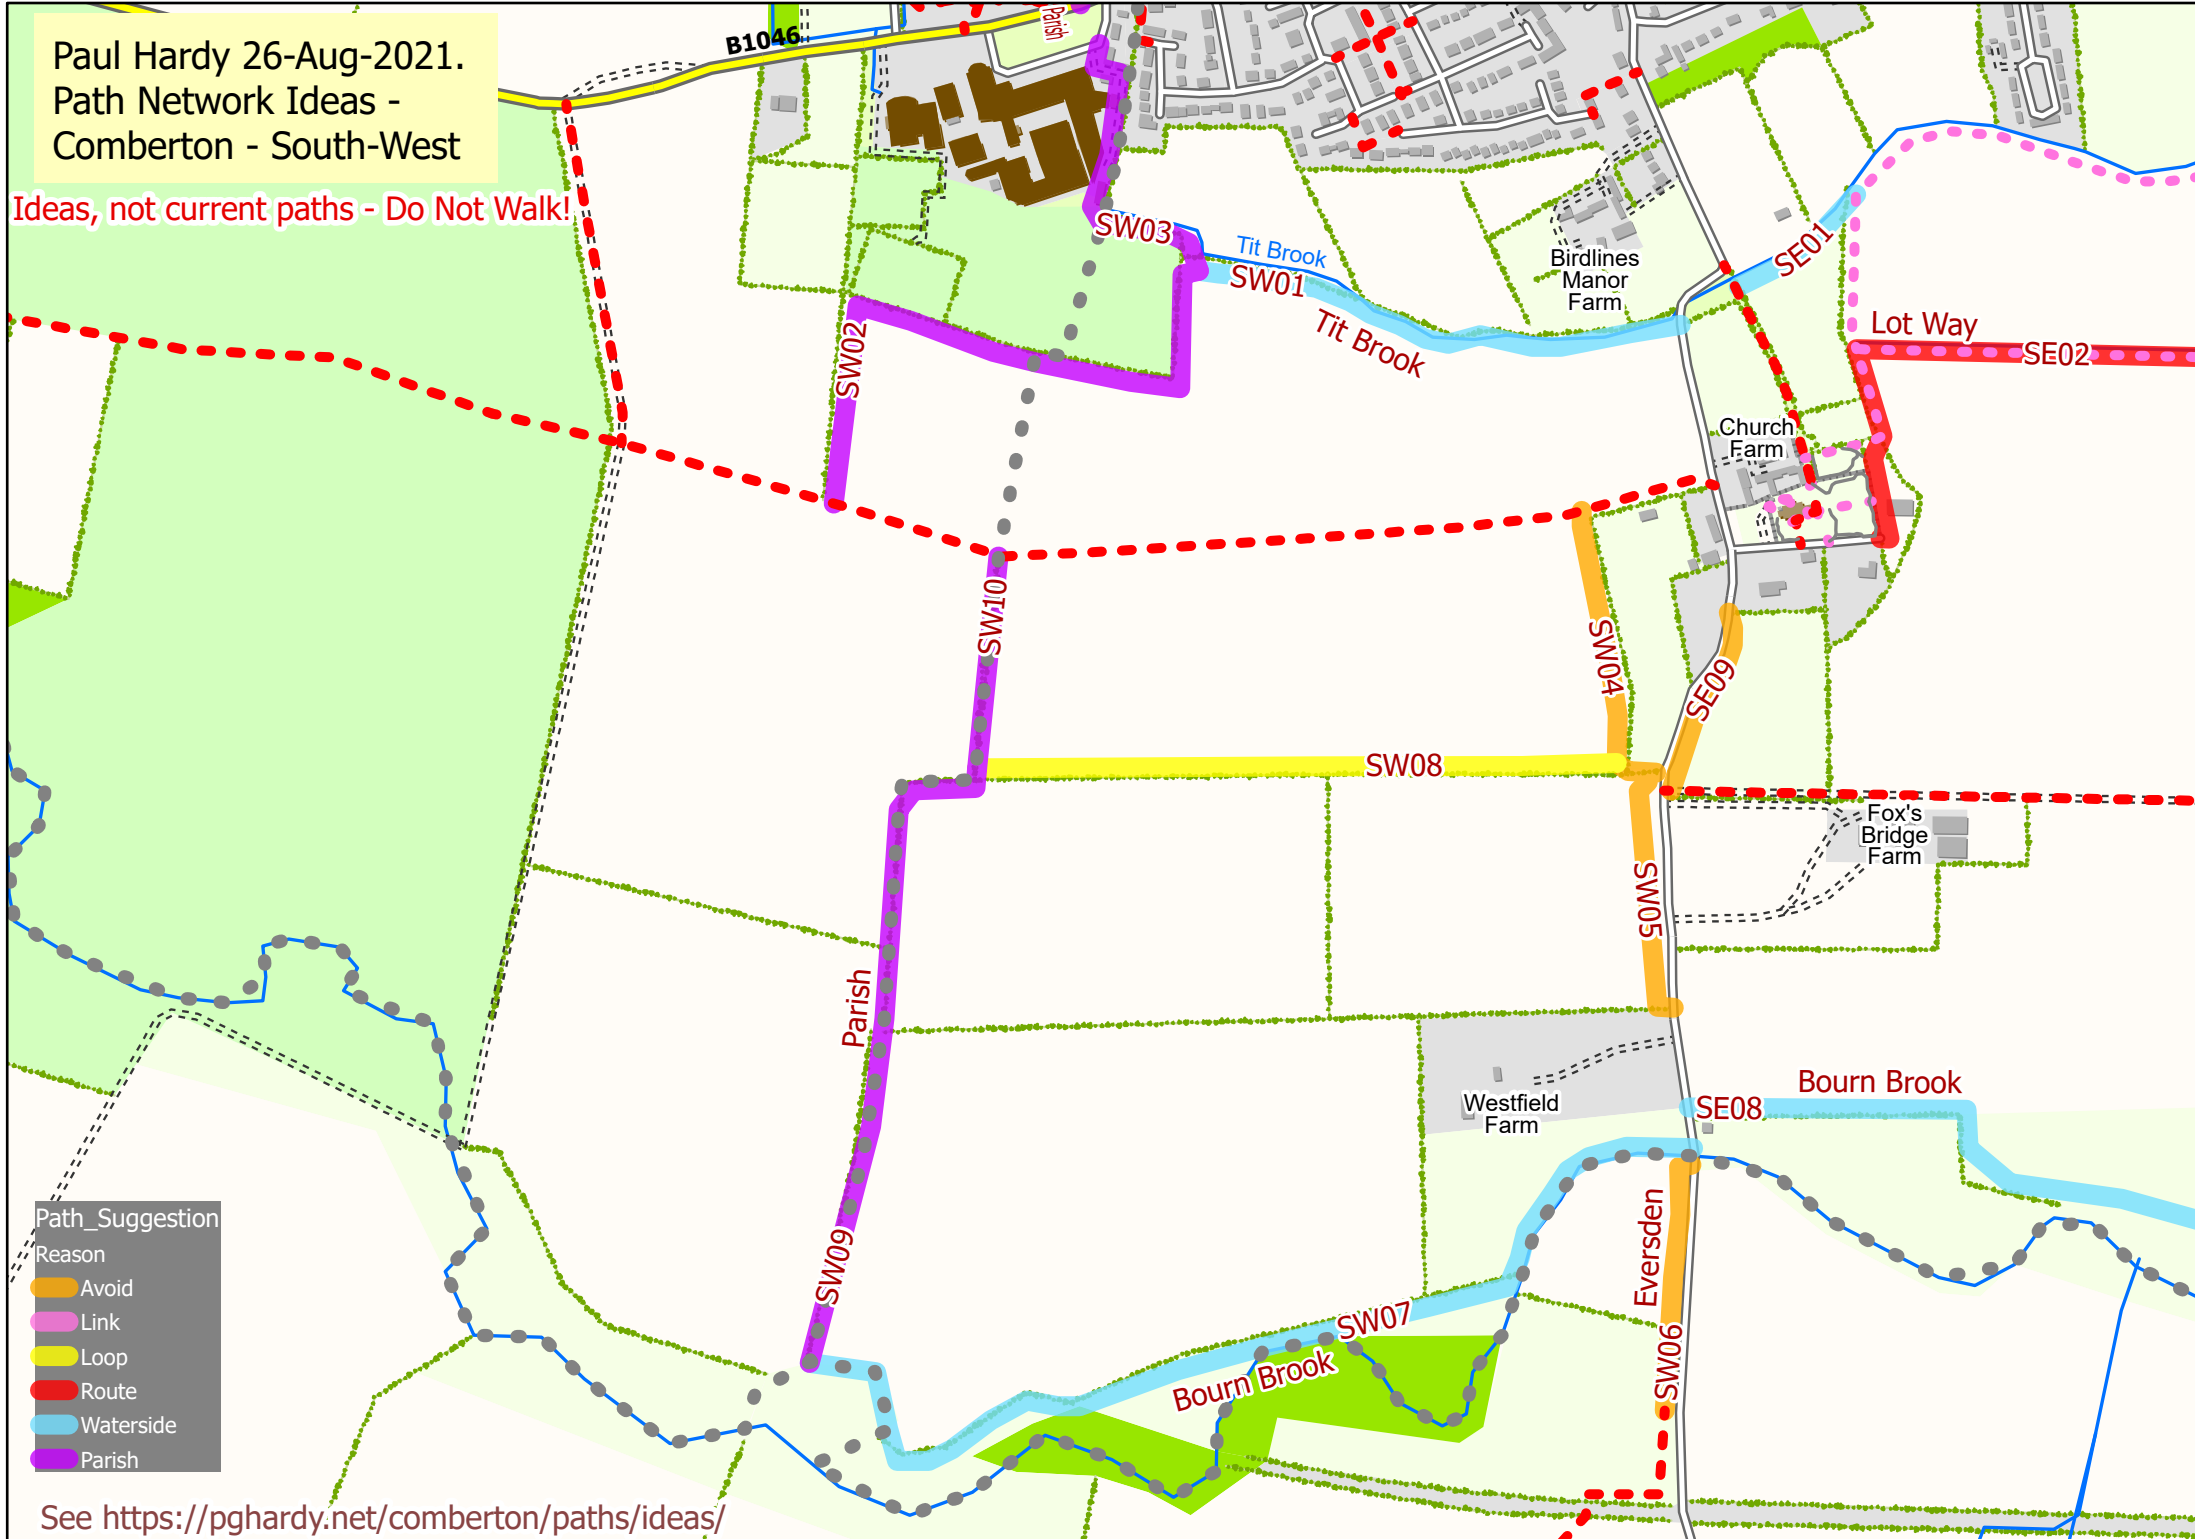 Paul Hardy 26-Aug-2021.
Path Network Ideas -
Comberton - South-West
Ideas, not current paths - Do Not Walk!
B1046
Parish
SW03
Tit Brook
SW01
Tit Brook
Birdlines
Manor
Farm
SE01
SW02
Lot Way
SE02
Church
Farm
SW10
SW04
SE09
SW08
Fox's
Bridge
Farm
SW05
Parish
Westfield
Farm
Bourn Brook
SE08
Eversden
SW09
SW07
Bourn Brook
SW06
Path_Suggestion
Reason
Avoid
Link
Loop
Route
Waterside
Parish
See https://pghardy.net/comberton/paths/ideas/